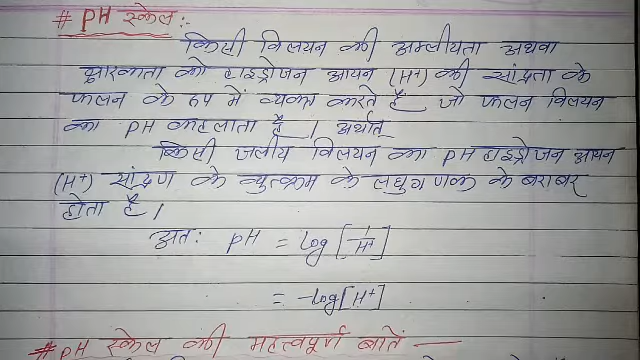 # PH स्केल :-
किसी विलयन की अम्लीयता अथवा
क्षारकता को हाइड्रोजन आयन (H+) की सांद्रता के
फलन के रूप में व्यक्त करते हैं जो फलन विलयन
का PH कहलाता है । अर्थात्
किसी जलीय विलयन का PH हाइड्रोजन आयन
(H+) सांद्रण के व्युत्क्रम के लघुगणक के बराबर
होता है ।
अतः PH = log [1/H+]
= -log[H+]
# PH स्केल की महत्वपूर्ण बातें —